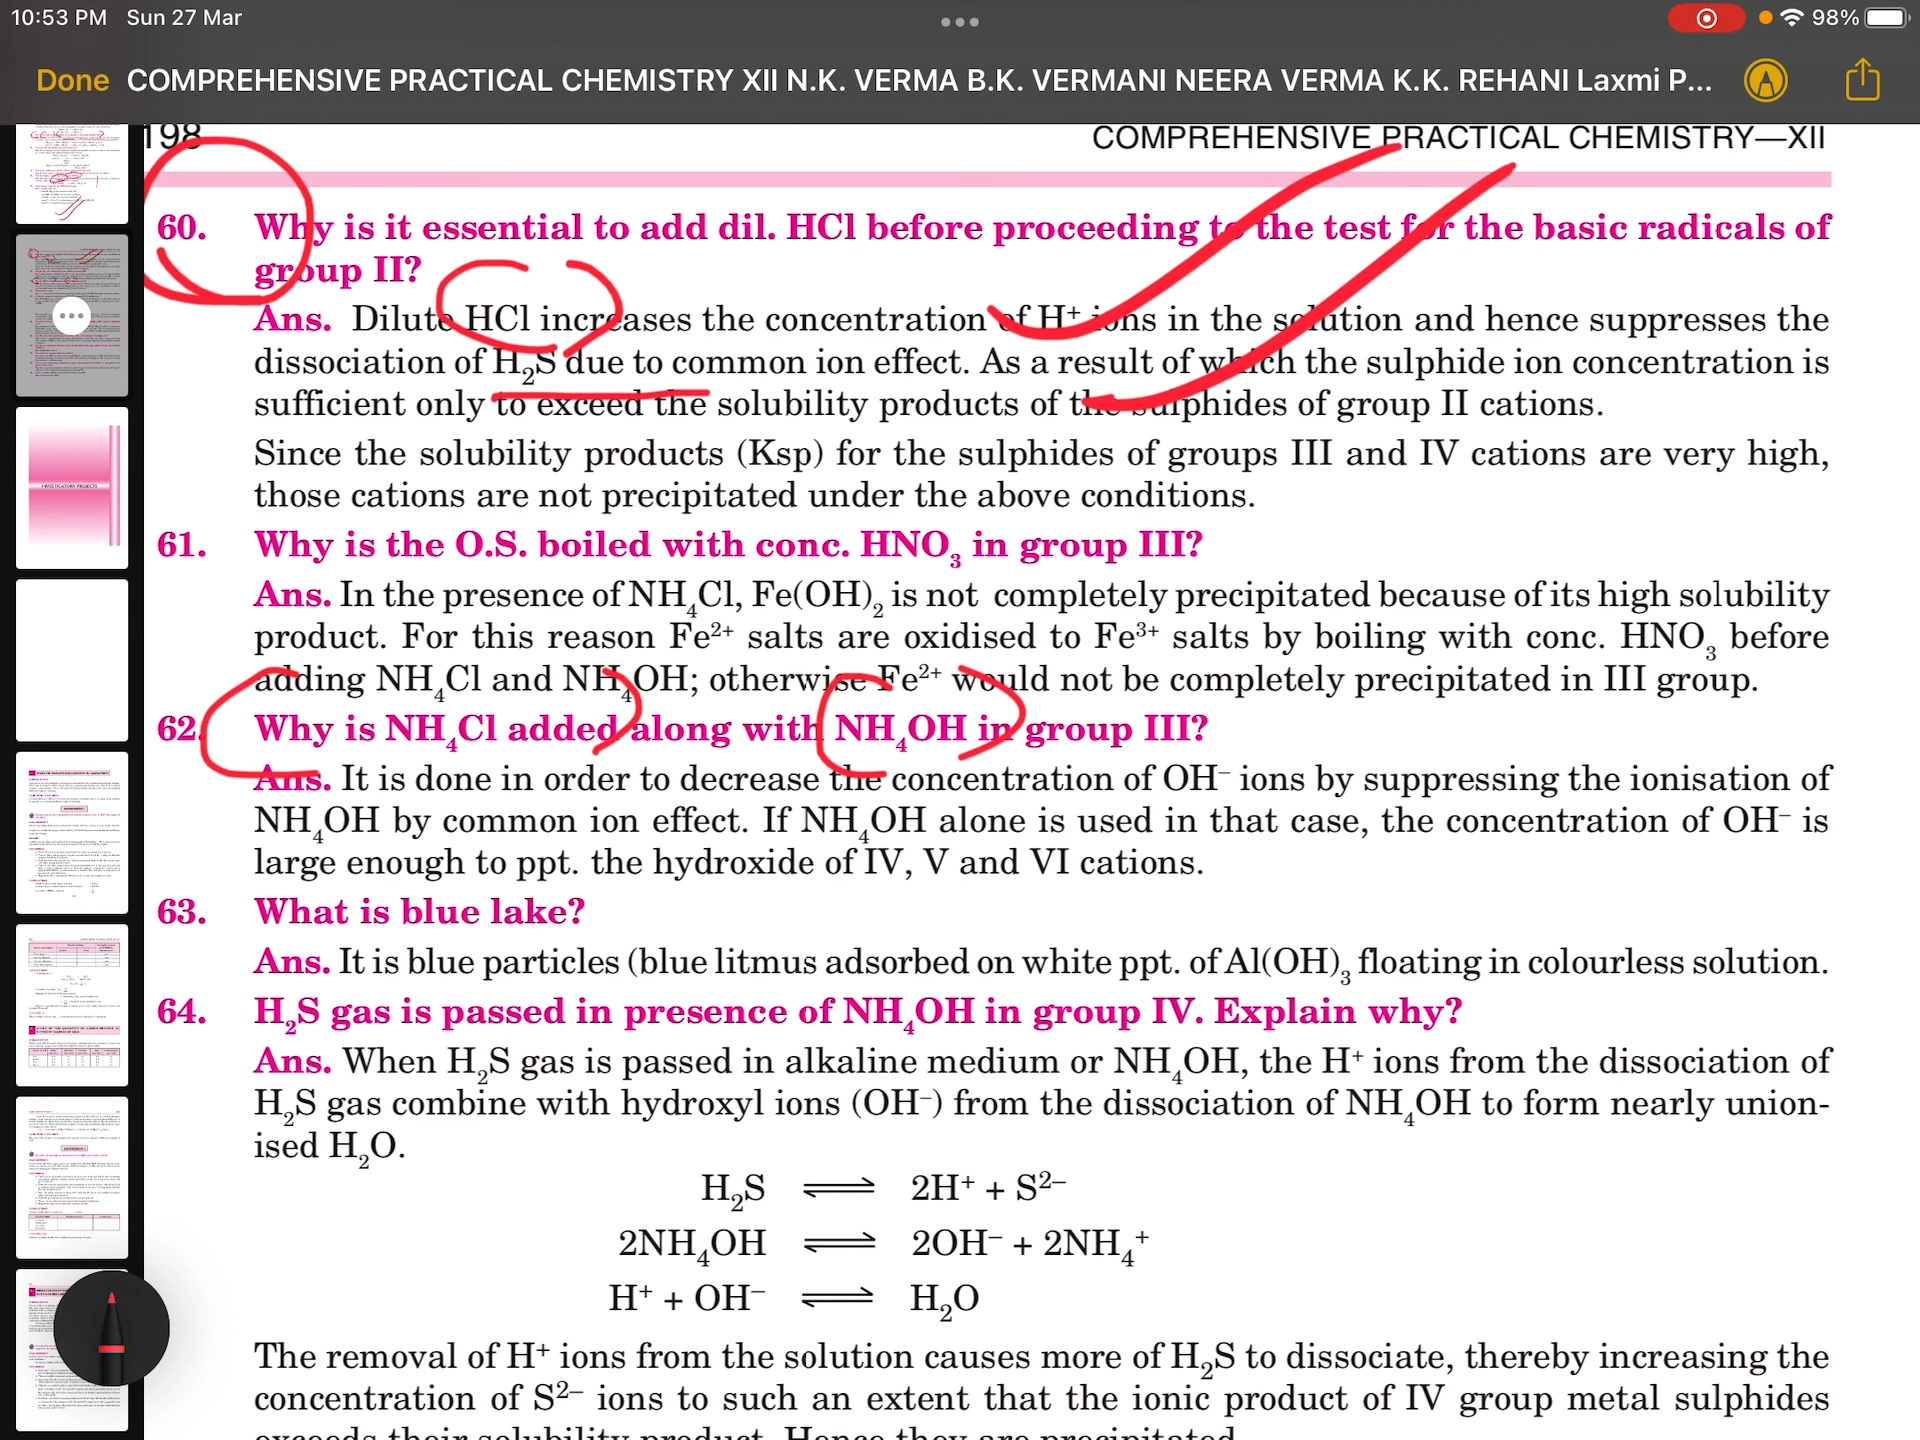 10:53 PM Sun 27 Mar
98%
Done COMPREHENSIVE PRACTICAL CHEMISTRY XII N.K. VERMA B.K. VERMANI NEERA VERMA K.K. REHANI Laxmi P...
198 COMPREHENSIVE PRACTICAL CHEMISTRY—XII
60. Why is it essential to add dil. HCl before proceeding to the test for the basic radicals of
group II?
Ans. Dilute HCl increases the concentration of H⁺ ions in the solution and hence suppresses the
dissociation of H₂S due to common ion effect. As a result of which the sulphide ion concentration is
sufficient only to exceed the solubility products of the sulphides of group II cations.
Since the solubility products (Ksp) for the sulphides of groups III and IV cations are very high,
those cations are not precipitated under the above conditions.
61. Why is the O.S. boiled with conc. HNO₃ in group III?
Ans. In the presence of NH₄Cl, Fe(OH)₂ is not completely precipitated because of its high solubility
product. For this reason Fe²⁺ salts are oxidised to Fe³⁺ salts by boiling with conc. HNO₃ before
adding NH₄Cl and NH₄OH; otherwise Fe²⁺ would not be completely precipitated in III group.
62. Why is NH₄Cl added along with NH₄OH in group III?
Ans. It is done in order to decrease the concentration of OH⁻ ions by suppressing the ionisation of
NH₄OH by common ion effect. If NH₄OH alone is used in that case, the concentration of OH⁻ is
large enough to ppt. the hydroxide of IV, V and VI cations.
63. What is blue lake?
Ans. It is blue particles (blue litmus adsorbed on white ppt. of Al(OH)₃ floating in colourless solution.
64. H₂S gas is passed in presence of NH₄OH in group IV. Explain why?
Ans. When H₂S gas is passed in alkaline medium or NH₄OH, the H⁺ ions from the dissociation of
H₂S gas combine with hydroxyl ions (OH⁻) from the dissociation of NH₄OH to form nearly union-
ised H₂O.
H₂S ⇌ 2H⁺ + S²⁻
2NH₄OH ⇌ 2OH⁻ + 2NH₄⁺
H⁺ + OH⁻ ⇌ H₂O
The removal of H⁺ ions from the solution causes more of H₂S to dissociate, thereby increasing the
concentration of S²⁻ ions to such an extent that the ionic product of IV group metal sulphides
exceeds their solubility product. Hence they are precipitated.
INVESTIGATORY PROJECTS